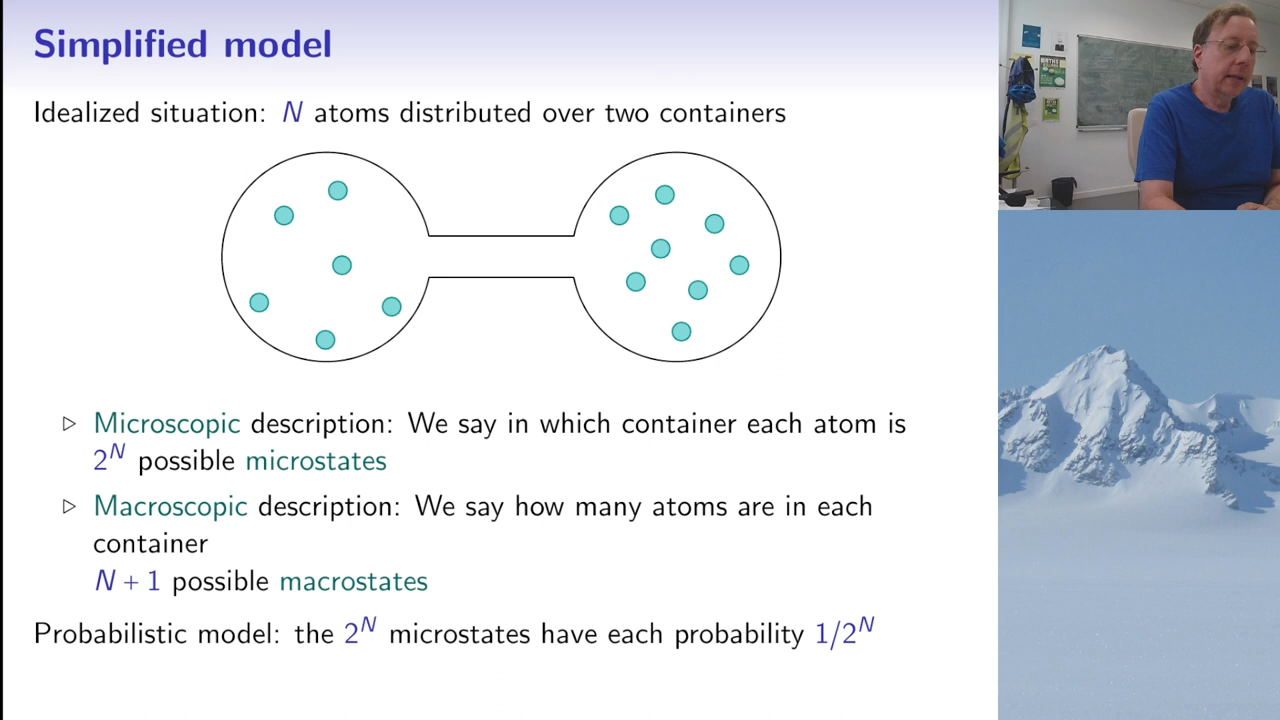 Simplified model
Idealized situation: N atoms distributed over two containers
▷ Microscopic description: We say in which container each atom is
2^N possible microstates
▷ Macroscopic description: We say how many atoms are in each
container
N + 1 possible macrostates
Probabilistic model: the 2^N microstates have each probability 1/2^N